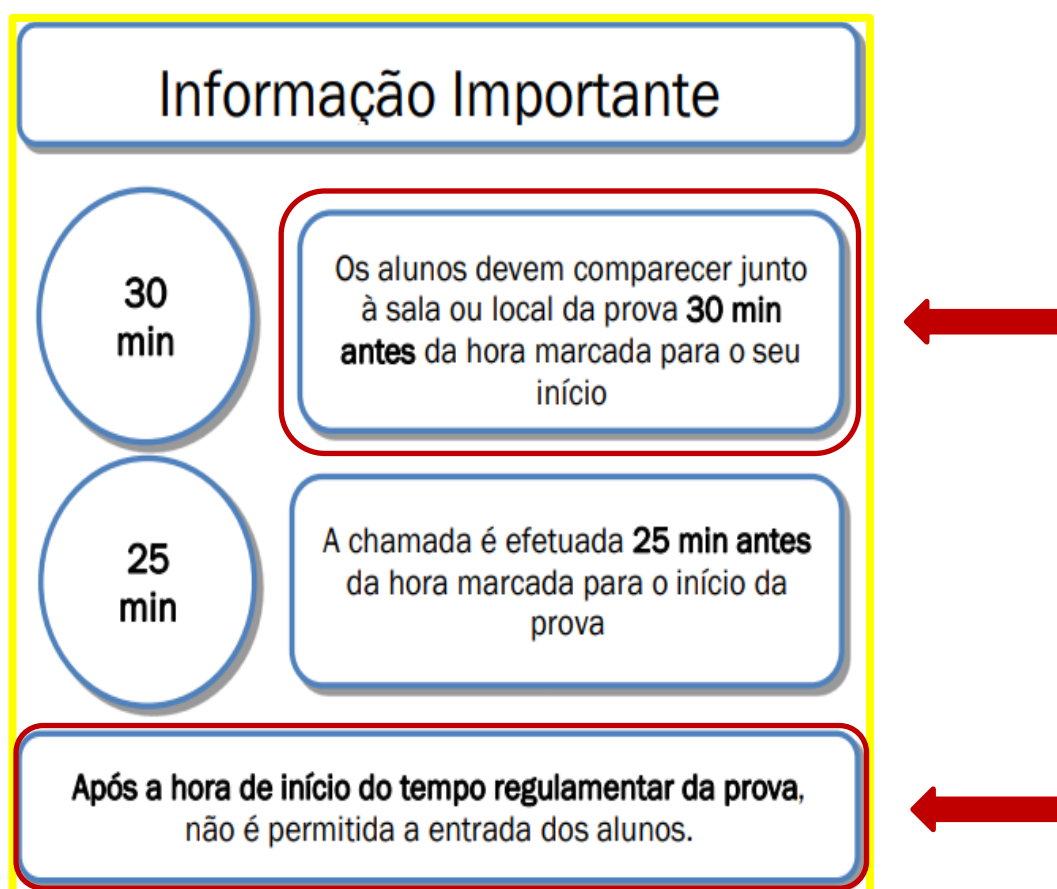 Informação Importante
30
min
Os alunos devem comparecer junto
à sala ou local da prova 30 min
antes da hora marcada para o seu
início
25
min
A chamada é efetuada 25 min antes
da hora marcada para o início da
prova
Após a hora de início do tempo regulamentar da prova,
não é permitida a entrada dos alunos.